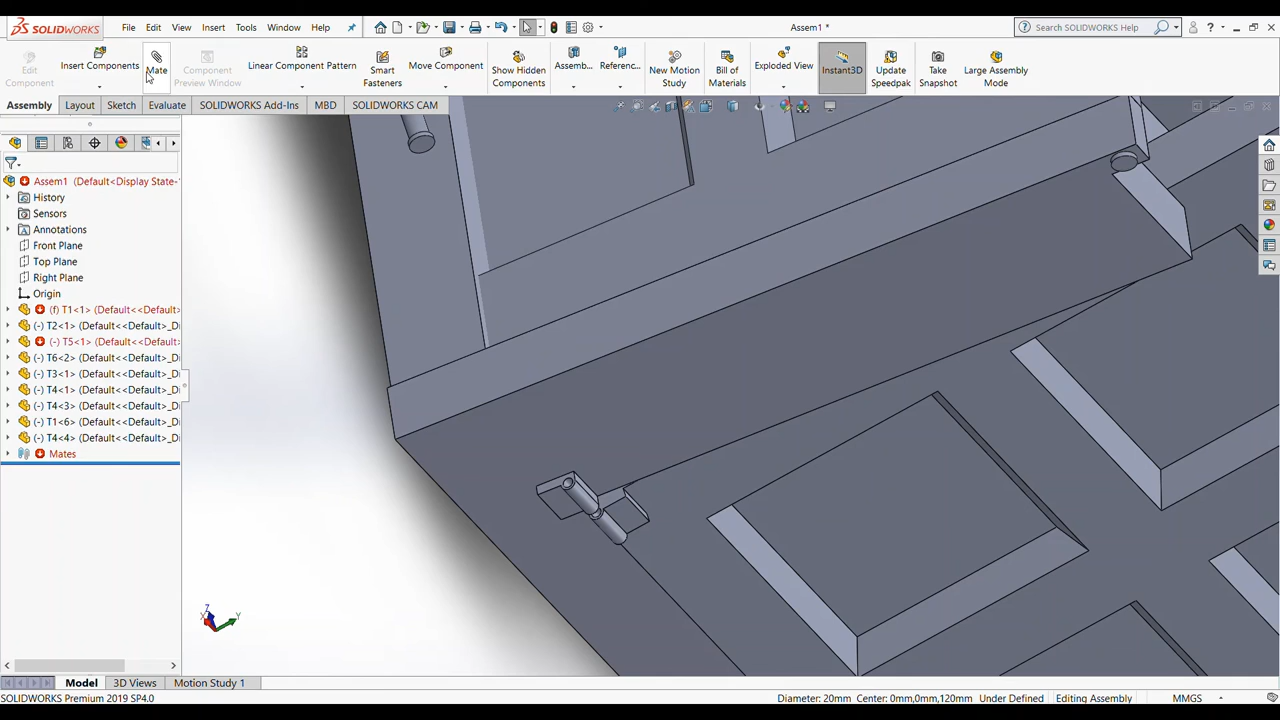 SOLIDWORKS File Edit View Insert Tools Window Help Assem1 * Search SOLIDWORKS Help
Edit Component Insert Components Mate Component Preview Window Linear Component Pattern Smart Fasteners Move Component Show Hidden Components Assemb... Referenc... New Motion Study Bill of Materials Exploded View Instant3D Update Speedpak Take Snapshot Large Assembly Mode
Assembly Layout Sketch Evaluate SOLIDWORKS Add-Ins MBD SOLIDWORKS CAM
Assem1 (Default<Display State-
History
Sensors
Annotations
Front Plane
Top Plane
Right Plane
Origin
(f) T1<1> (Default<<Default>
(-) T2<1> (Default<<Default>_D
(-) T5<1> (Default<<Default>
(-) T6<2> (Default<<Default>_D
(-) T3<1> (Default<<Default>_D
(-) T4<1> (Default<<Default>_D
(-) T4<3> (Default<<Default>_D
(-) T1<6> (Default<<Default>_D
(-) T4<4> (Default<<Default>_D
Mates
Z
X
Y
Model 3D Views Motion Study 1
SOLIDWORKS Premium 2019 SP4.0 Diameter: 20mm Center: 0mm,0mm,120mm Under Defined Editing Assembly MMGS